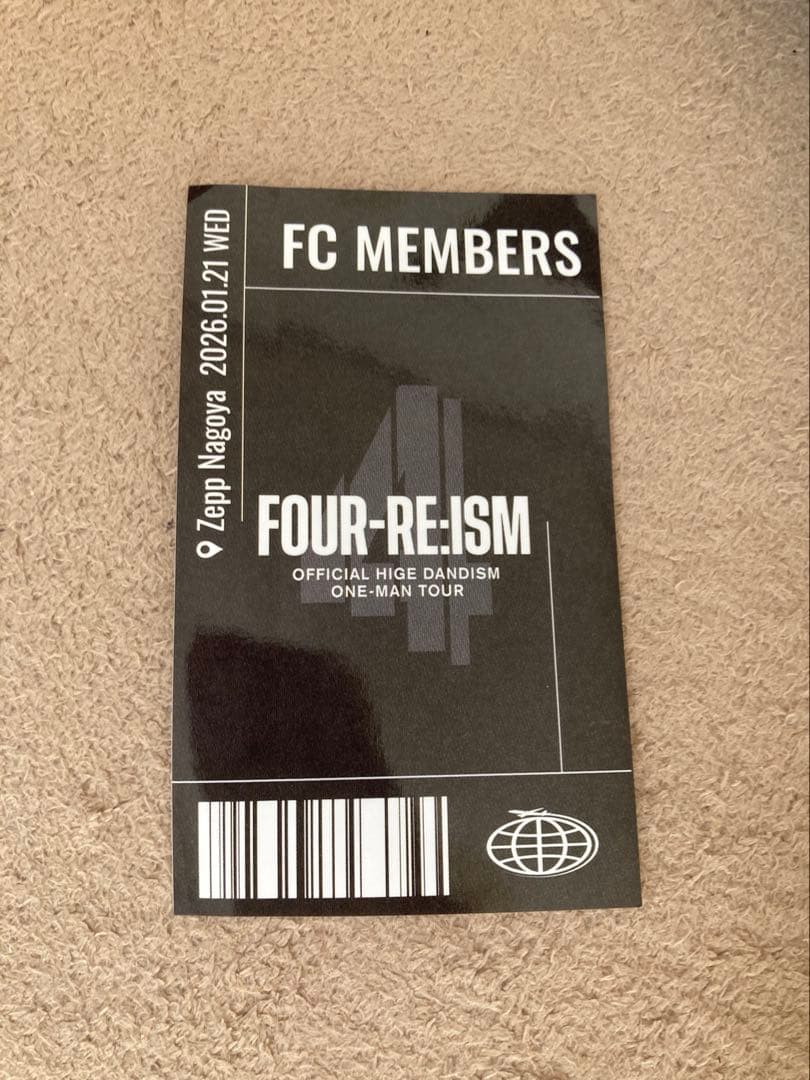 FC MEMBERS
Zepp Nagoya 2026.01.21 WED
FOUR-RE:ISM
OFFICIAL HIGE DANDISM
ONE-MAN TOUR